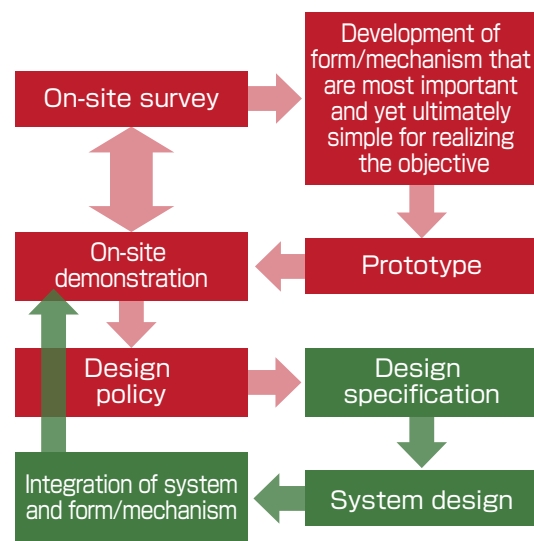 On-site survey
Development of
form/mechanism that
are most important
and yet ultimately
simple for realizing
the objective
On-site
demonstration
Prototype
Design
policy
Design
specification
Integration of system
and form/mechanism
System design